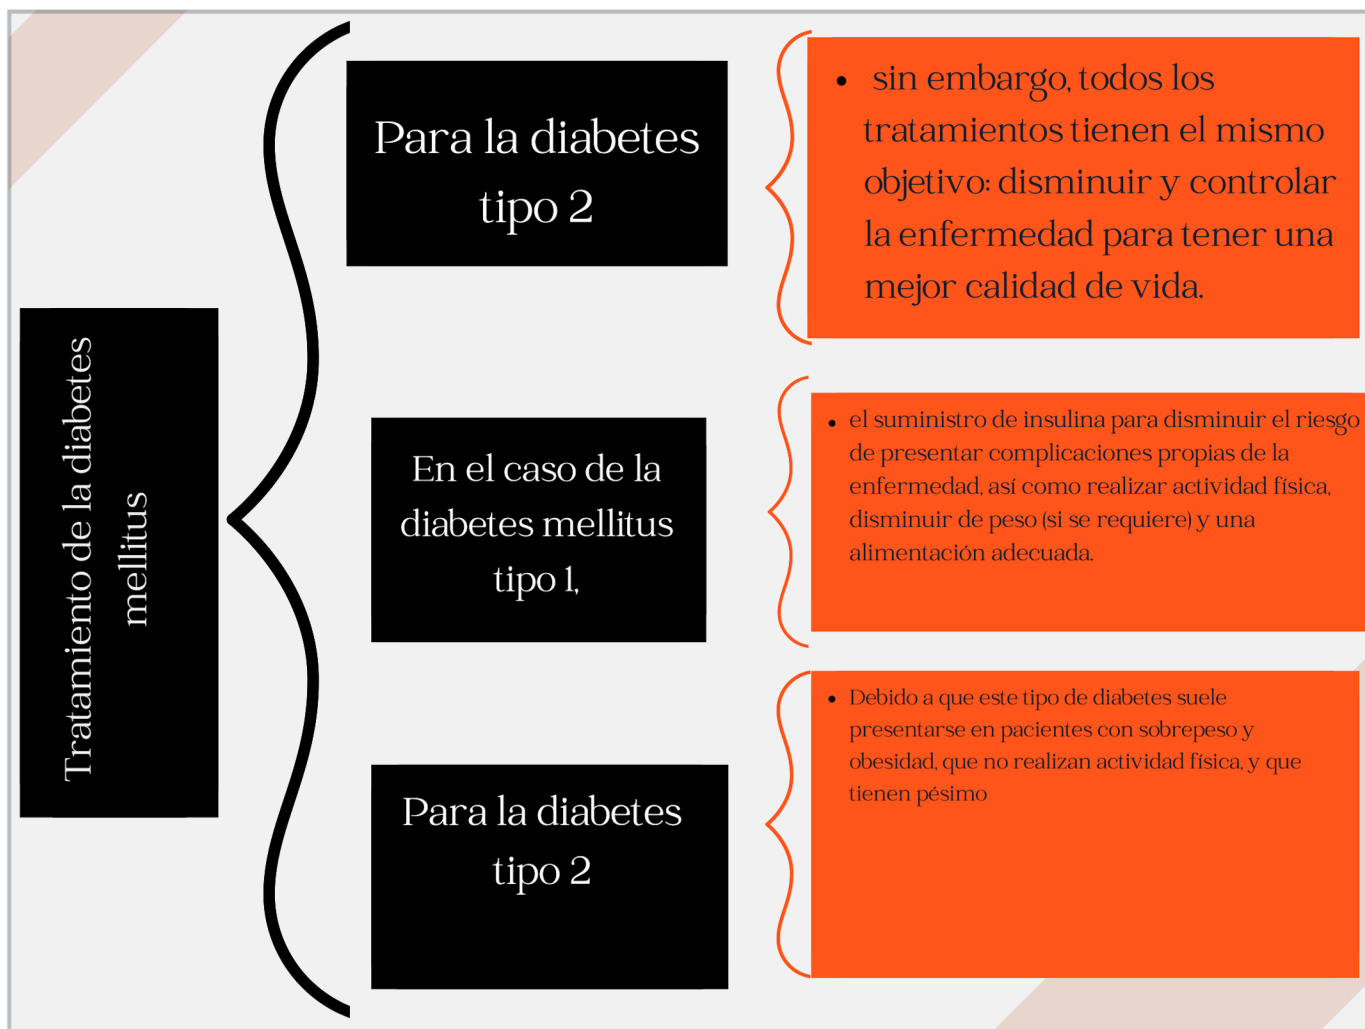 Tratamiento de la diabetes
mellitus
Para la diabetes
tipo 2
• sin embargo, todos los
tratamientos tienen el mismo
objetivo: disminuir y controlar
la enfermedad para tener una
mejor calidad de vida.
En el caso de la
diabetes mellitus
tipo 1,
• el suministro de insulina para disminuir el riesgo
de presentar complicaciones propias de la
enfermedad, así como realizar actividad física,
disminuir de peso (si se requiere) y una
alimentación adecuada.
Para la diabetes
tipo 2
• Debido a que este tipo de diabetes suele
presentarse en pacientes con sobrepeso y
obesidad, que no realizan actividad física, y que
tienen pésimo